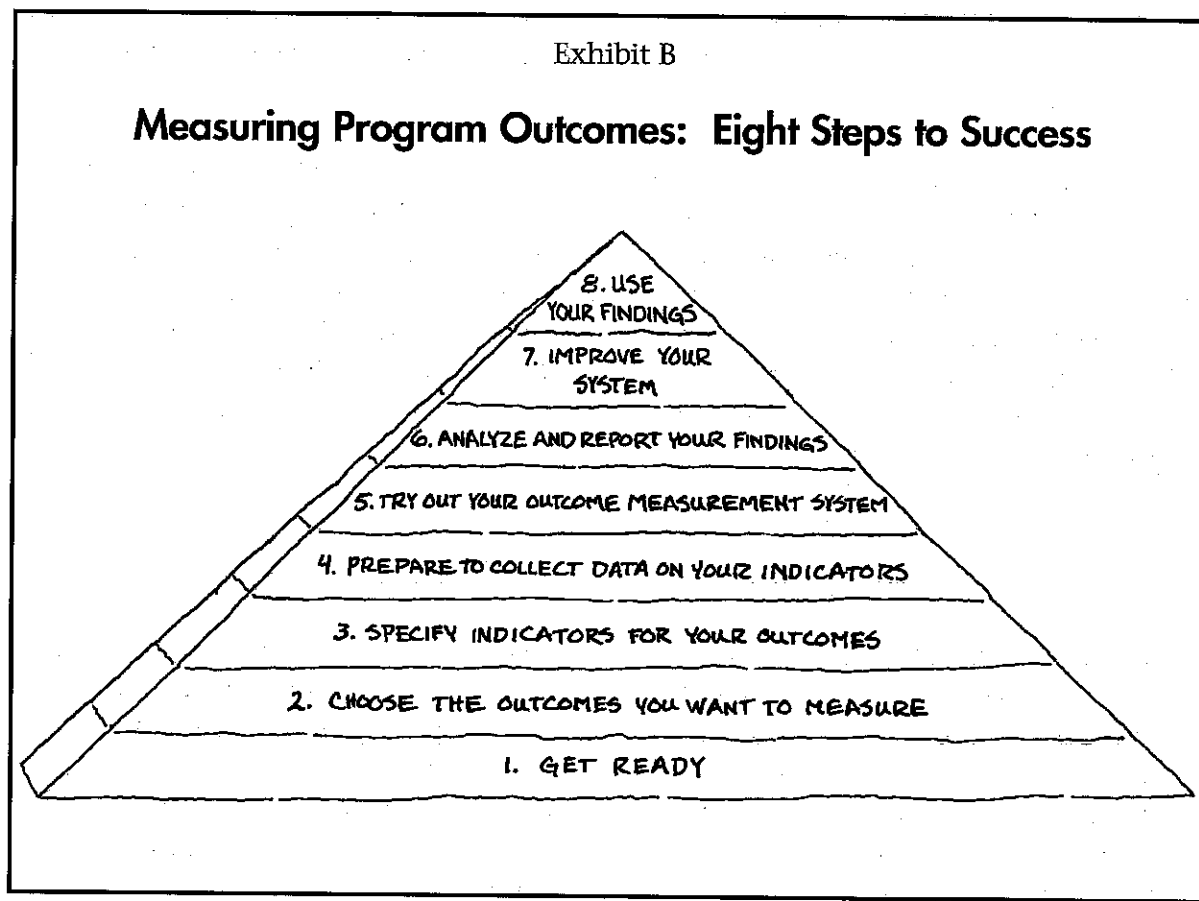 Exhibit B
Measuring Program Outcomes: Eight Steps to Success
8. USE
YOUR FINDINGS
7. IMPROVE YOUR
SYSTEM
6. ANALYZE AND REPORT YOUR FINDINGS
5. TRY OUT YOUR OUTCOME MEASUREMENT SYSTEM
4. PREPARE TO COLLECT DATA ON YOUR INDICATORS
3. SPECIFY INDICATORS FOR YOUR OUTCOMES
2. CHOOSE THE OUTCOMES YOU WANT TO MEASURE
1. GET READY